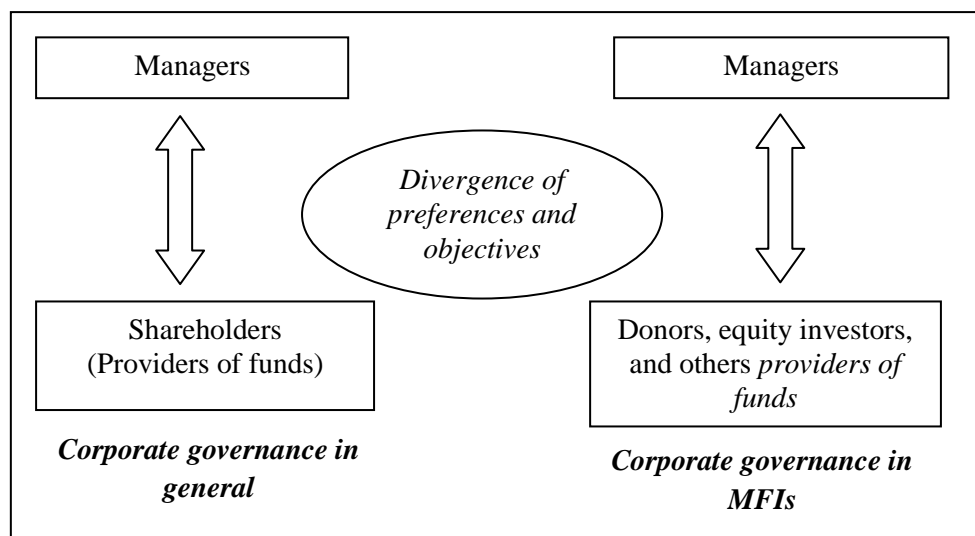 Managers
Managers
Divergence of
preferences and
objectives
Shareholders
(Providers of funds)
Donors, equity investors,
and others providers of
funds
Corporate governance in
general
Corporate governance in
MFIs